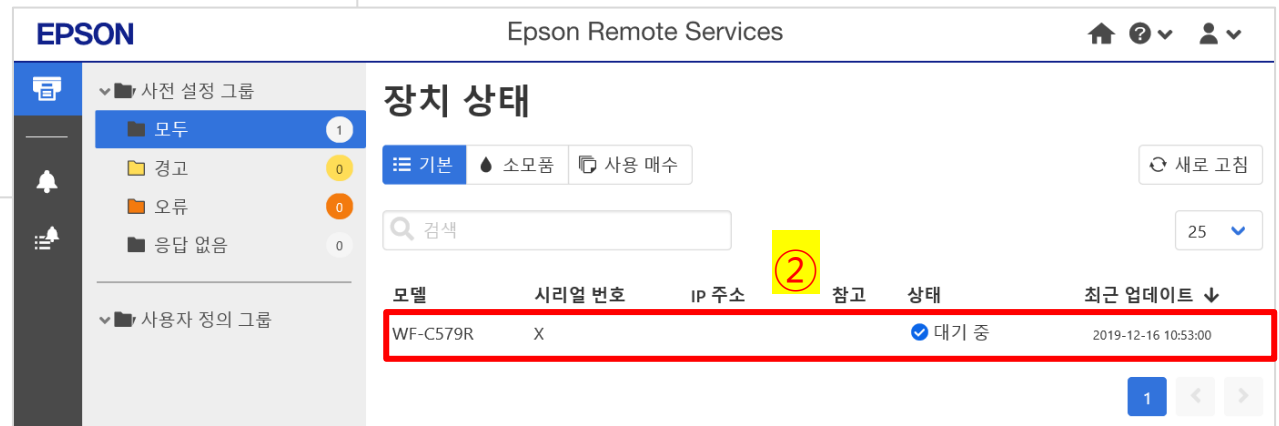 EPSON
Epson Remote Services
사전 설정 그룹
모두 1
경고 0
오류 0
응답 없음 0
사용자 정의 그룹
장치 상태
기본 소모품 사용 매수 새로 고침
검색 25
②
모델 시리얼 번호 IP 주소 참고 상태 최근 업데이트
WF-C579R X 대기 중 2019-12-16 10:53:00
1